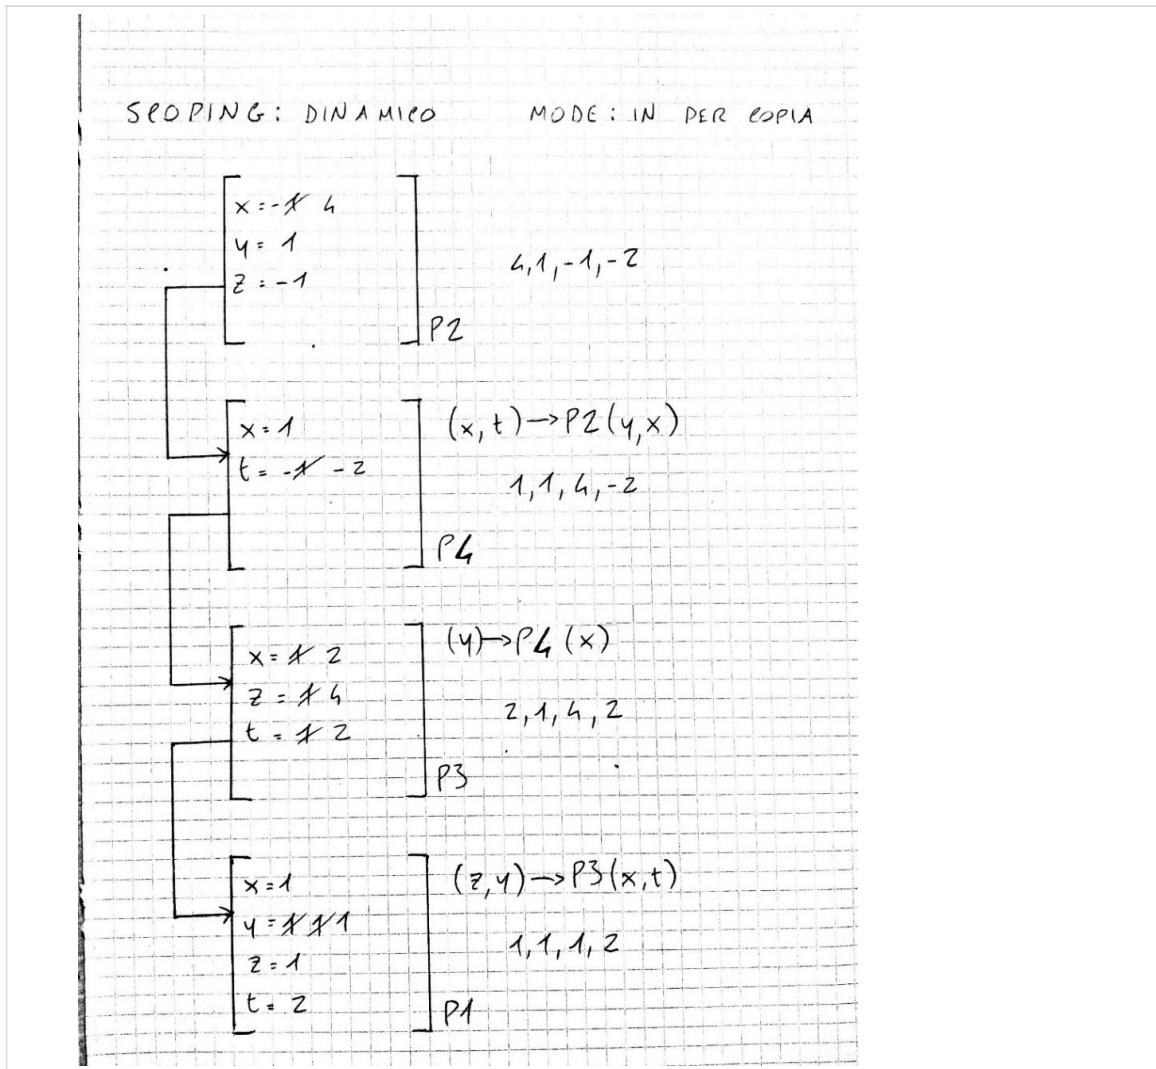 SCOPING: DINAMICO MODE: IN PER COPIA
x = -1 4
y = 1
z = -1
4, 1, -1, -2
P2
x = 1
t = -1 -2
(x, t) → P2 (y, x)
1, 1, 4, -2
P4
x = 1 2
z = 1 4
t = 1 2
(y) → P4 (x)
2, 1, 4, 2
P3
x = 1
y = 1 1 1
z = 1
t = 2
(z, y) → P3 (x, t)
1, 1, 1, 2
P1